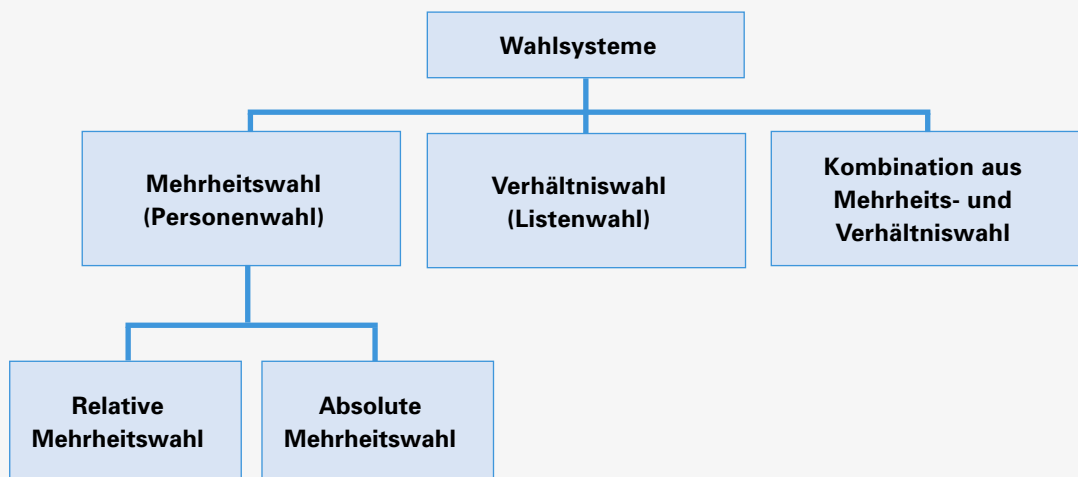 Wahlsysteme
Mehrheitswahl
(Personenwahl)
Verhältniswahl
(Listenwahl)
Kombination aus
Mehrheits- und
Verhältniswahl
Relative
Mehrheitswahl
Absolute
Mehrheitswahl